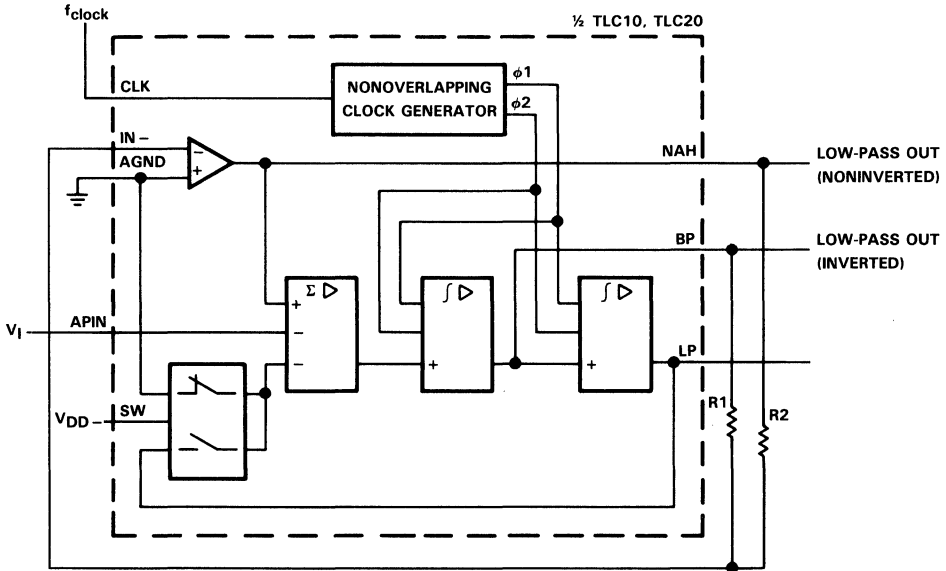 fclock
½ TLC10, TLC20
CLK
NONOVERLAPPING
CLOCK GENERATOR
ϕ1
ϕ2
IN −
AGND
−
+
NAH
LOW-PASS OUT
(NONINVERTED)
BP
LOW-PASS OUT
(INVERTED)
Σ ▷
∫ ▷
∫ ▷
+
VI
APIN
−
−
+
+
LP
VDD −
SW
R1
R2